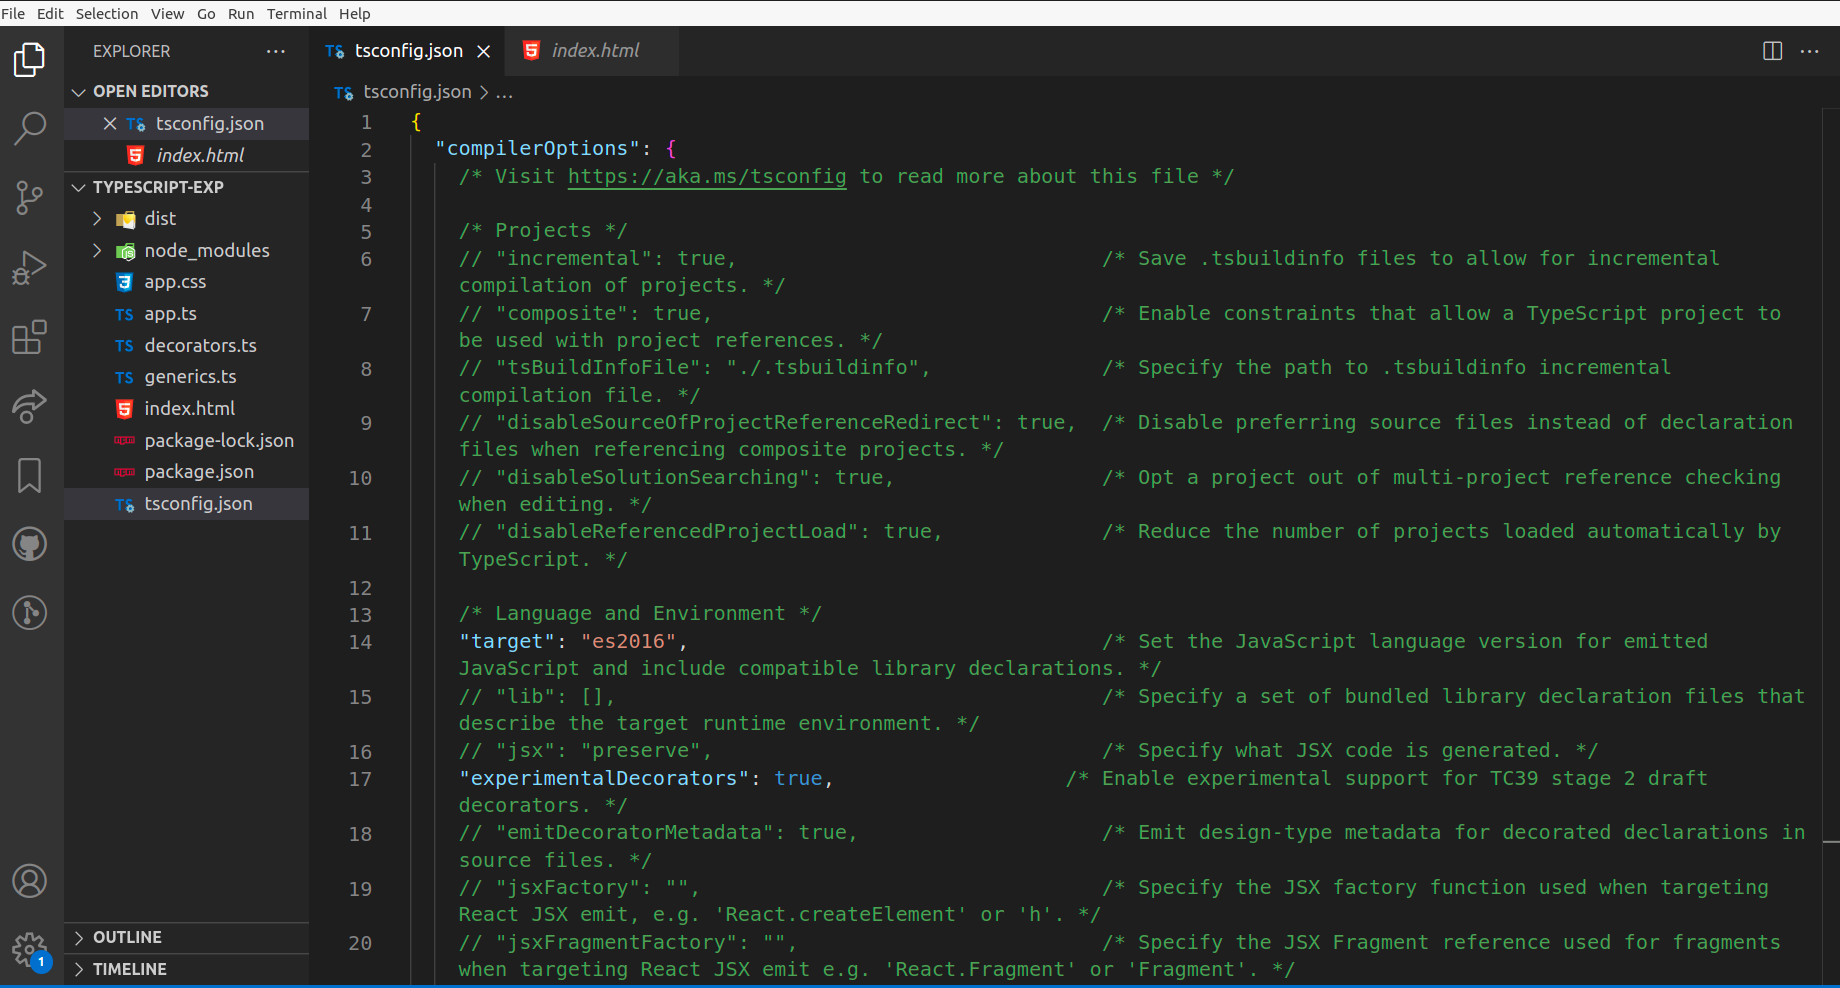 File Edit Selection View Go Run Terminal Help
EXPLORER
OPEN EDITORS
tsconfig.json
index.html
TYPESCRIPT-EXP
dist
node_modules
app.css
TS app.ts
TS decorators.ts
TS generics.ts
index.html
package-lock.json
package.json
TS tsconfig.json
OUTLINE
TIMELINE
1
TS tsconfig.json
index.html
TS tsconfig.json > ...
1 {
2 "compilerOptions": {
3 /* Visit https://aka.ms/tsconfig to read more about this file */
4
5 /* Projects */
6 // "incremental": true, /* Save .tsbuildinfo files to allow for incremental
compilation of projects. */
7 // "composite": true, /* Enable constraints that allow a TypeScript project to
be used with project references. */
8 // "tsBuildInfoFile": "./.tsbuildinfo", /* Specify the path to .tsbuildinfo incremental
compilation file. */
9 // "disableSourceOfProjectReferenceRedirect": true, /* Disable preferring source files instead of declaration
files when referencing composite projects. */
10 // "disableSolutionSearching": true, /* Opt a project out of multi-project reference checking
when editing. */
11 // "disableReferencedProjectLoad": true, /* Reduce the number of projects loaded automatically by
TypeScript. */
12
13 /* Language and Environment */
14 "target": "es2016", /* Set the JavaScript language version for emitted
JavaScript and include compatible library declarations. */
15 // "lib": [], /* Specify a set of bundled library declaration files that
describe the target runtime environment. */
16 // "jsx": "preserve", /* Specify what JSX code is generated. */
17 "experimentalDecorators": true, /* Enable experimental support for TC39 stage 2 draft
decorators. */
18 // "emitDecoratorMetadata": true, /* Emit design-type metadata for decorated declarations in
source files. */
19 // "jsxFactory": "", /* Specify the JSX factory function used when targeting
React JSX emit, e.g. 'React.createElement' or 'h'. */
20 // "jsxFragmentFactory": "", /* Specify the JSX Fragment reference used for fragments
when targeting React JSX emit e.g. 'React.Fragment' or 'Fragment'. */